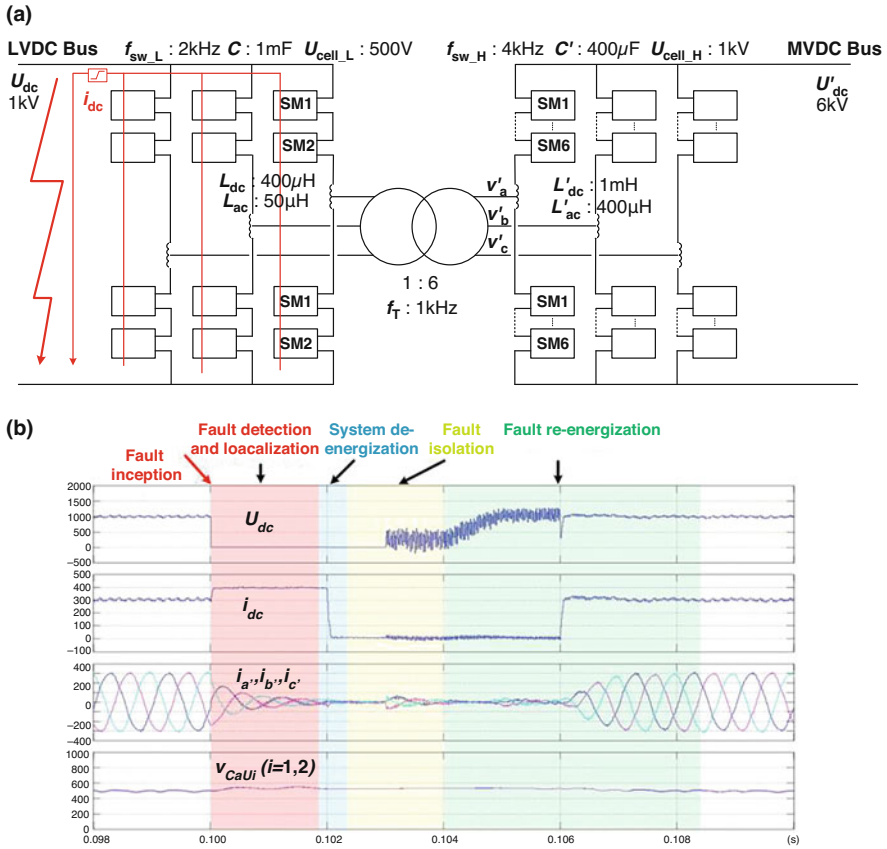 (a)
LVDC Bus f_sw_L : 2kHz C : 1mF U_cell_L : 500V f_sw_H : 4kHz C' : 400µF U_cell_H : 1kV MVDC Bus
U_dc
1kV
i_dc
U'_dc
6kV
SM1
SM2
SM1
SM6
L_dc : 400µH
L_ac : 50µH
v'_a
v'_b
v'_c
L'_dc : 1mH
L'_ac : 400µH
1 : 6
f_T : 1kHz
SM1
SM2
SM1
SM6
(b)
Fault inception
Fault detection and loacalization
System de-energization
Fault isolation
Fault re-energization
2000
1500
1000
500
0
−500
U_dc
500
400
300
200
100
0
−100
i_dc
400
200
0
−200
−400
i_a', i_b', i_c'
1000
800
600
400
200
0
v_CaUi (i=1,2)
0.098 0.100 0.102 0.104 0.106 0.108 (s)